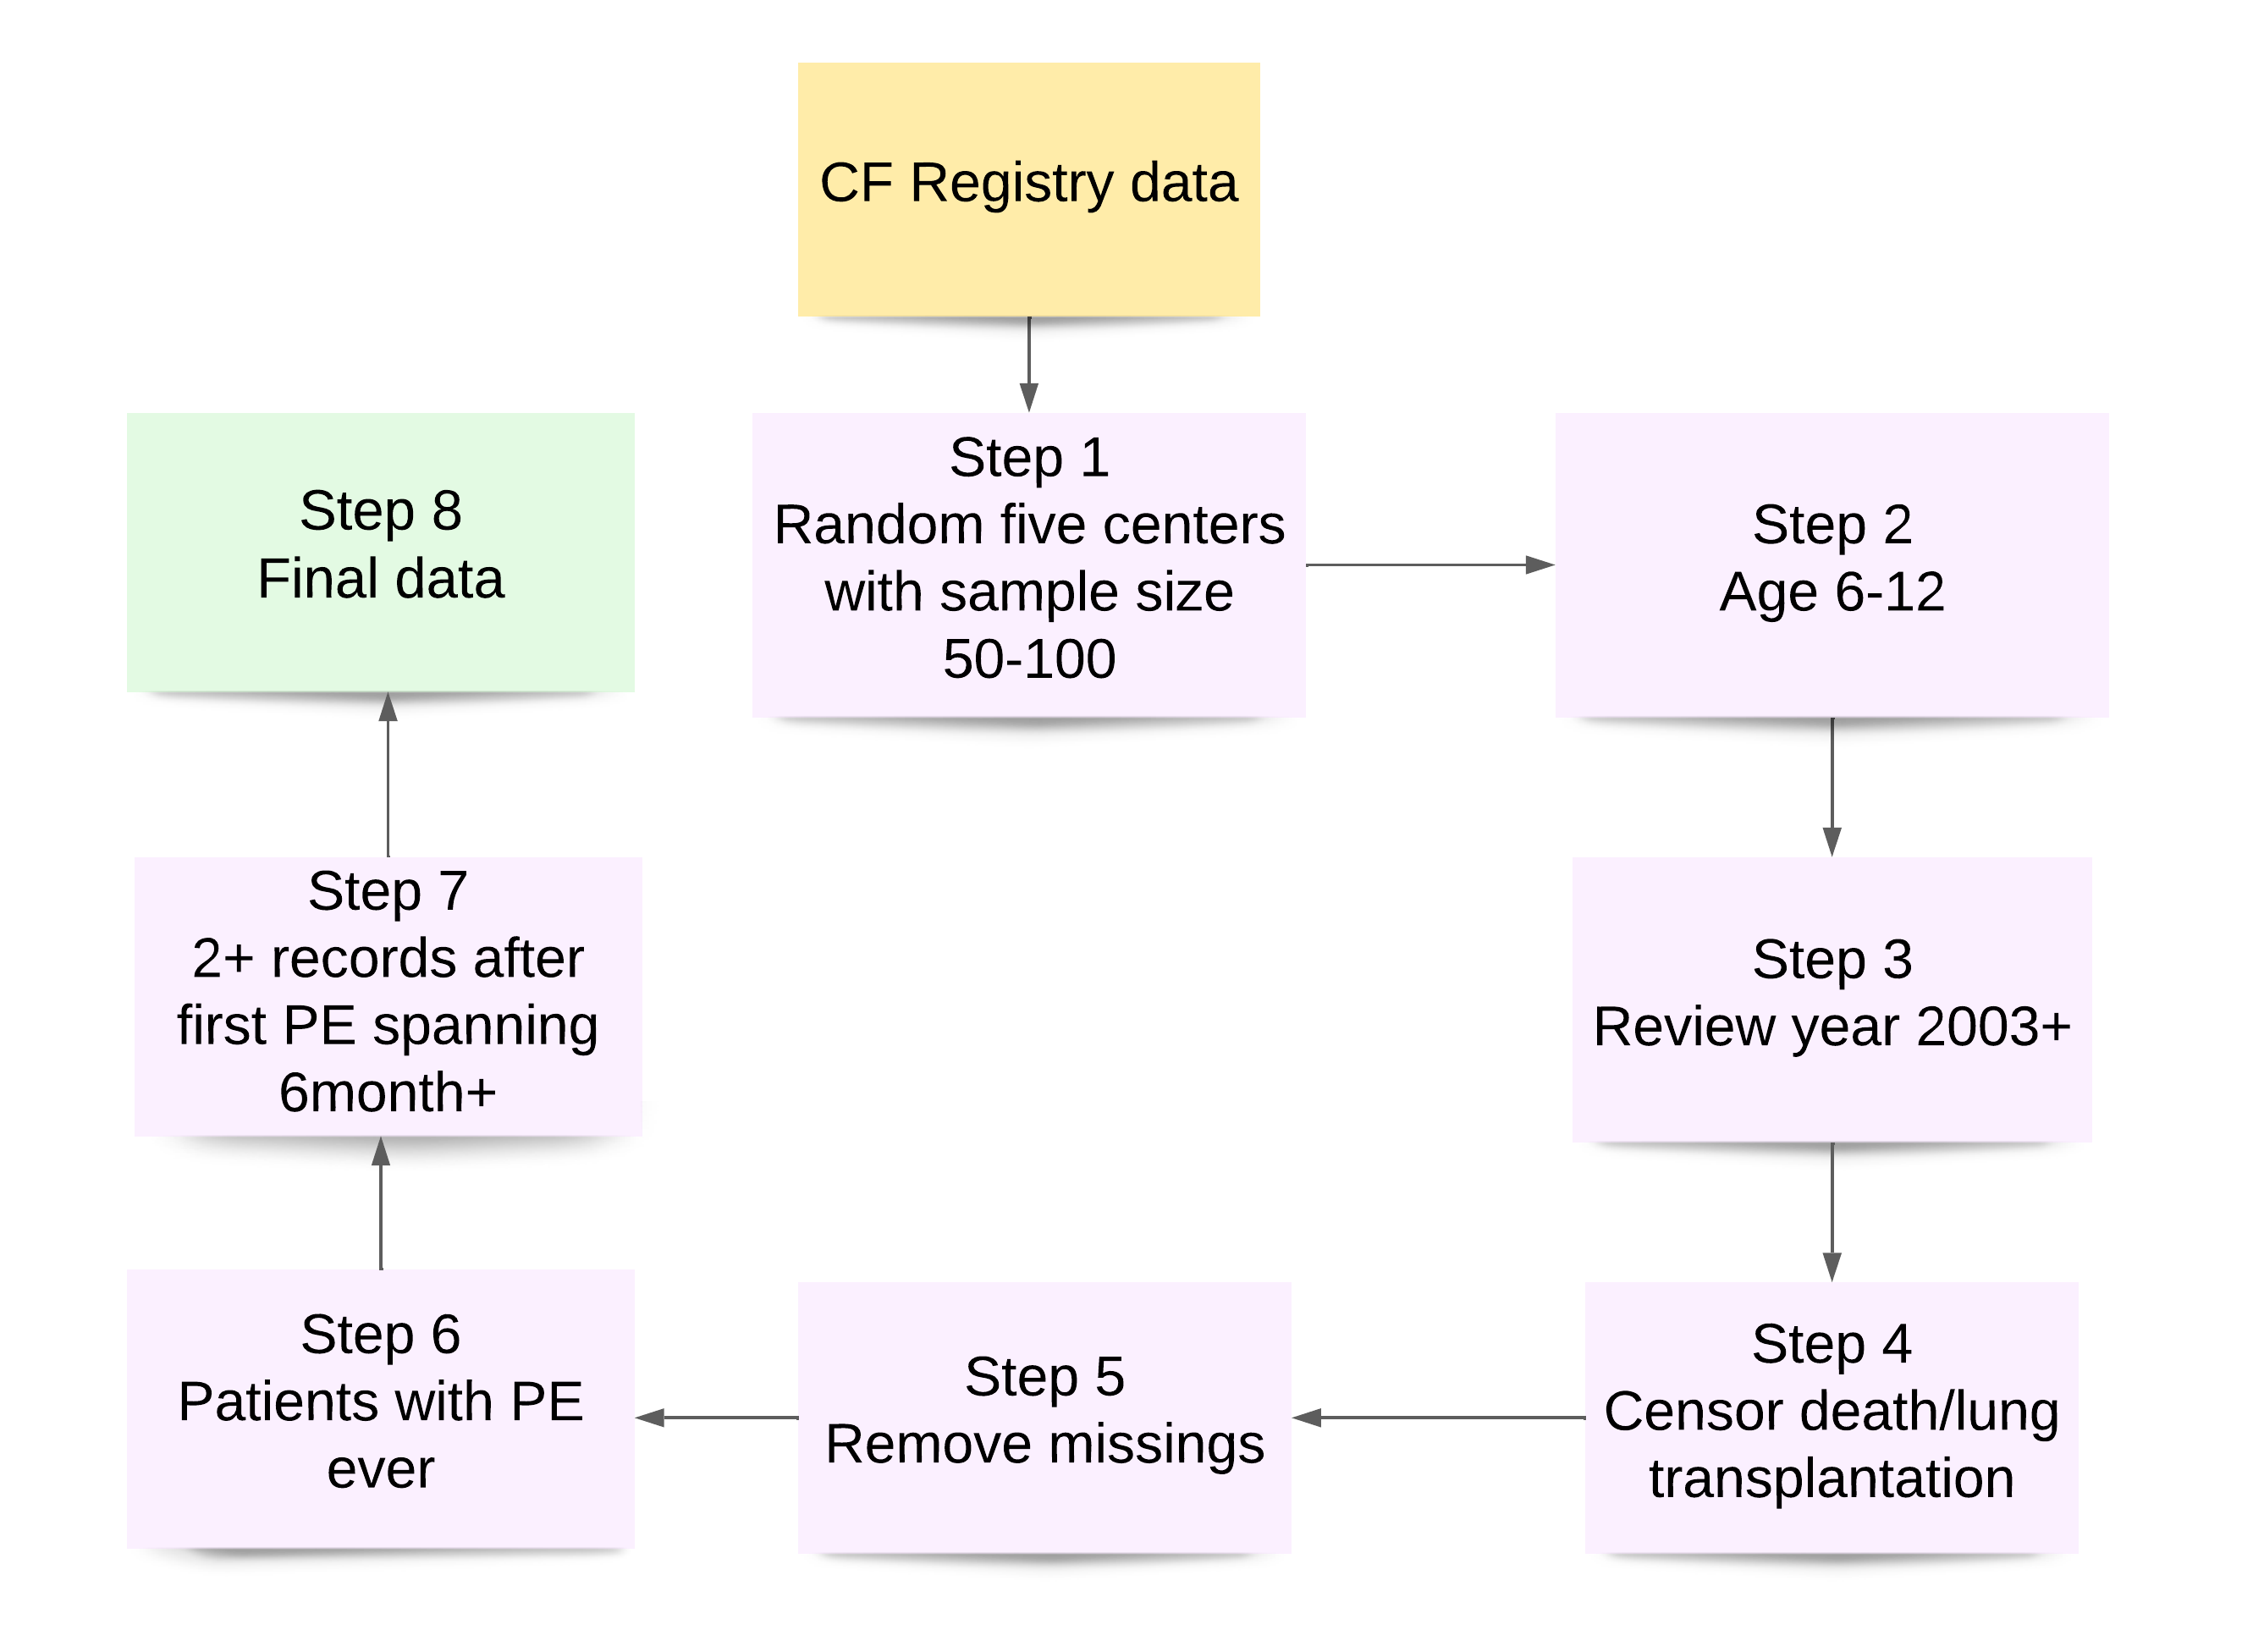 CF Registry data
Step 1
Random five centers
with sample size
50-100
Step 2
Age 6-12
Step 3
Review year 2003+
Step 4
Censor death/lung
transplantation
Step 5
Remove missings
Step 6
Patients with PE
ever
Step 7
2+ records after
first PE spanning
6month+
Step 8
Final data